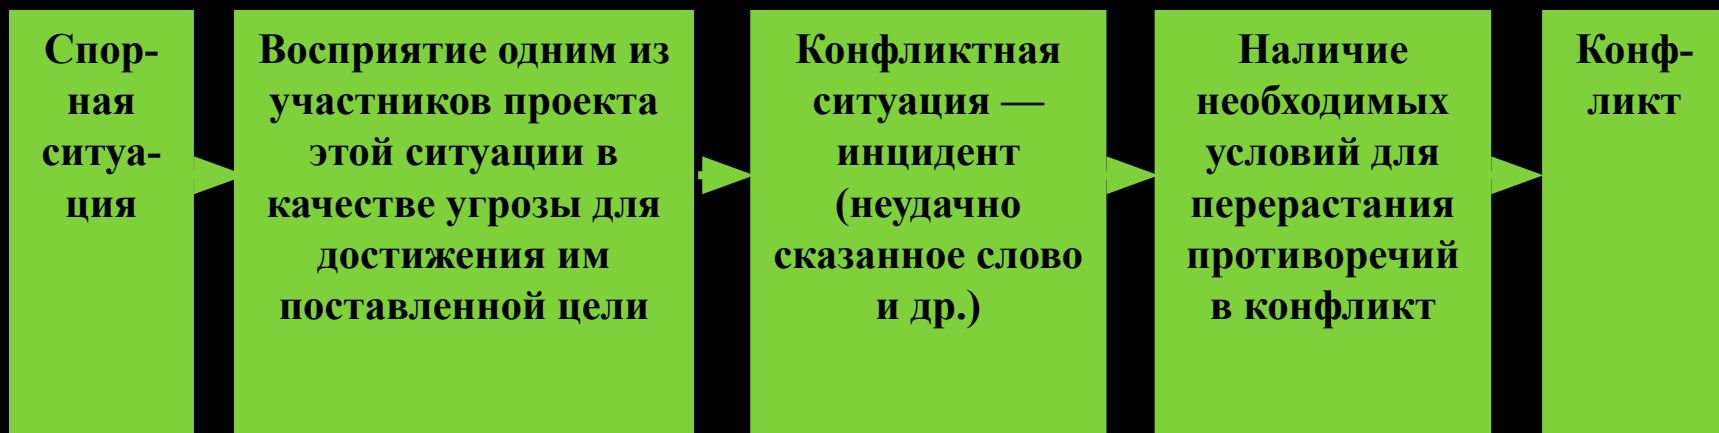 Спор-
ная
ситуа-
ция
Восприятие одним из
участников проекта
этой ситуации в
качестве угрозы для
достижения им
поставленной цели
Конфликтная
ситуация —
инцидент
(неудачно
сказанное слово
и др.)
Наличие
необходимых
условий для
перерастания
противоречий
в конфликт
Конф-
ликт